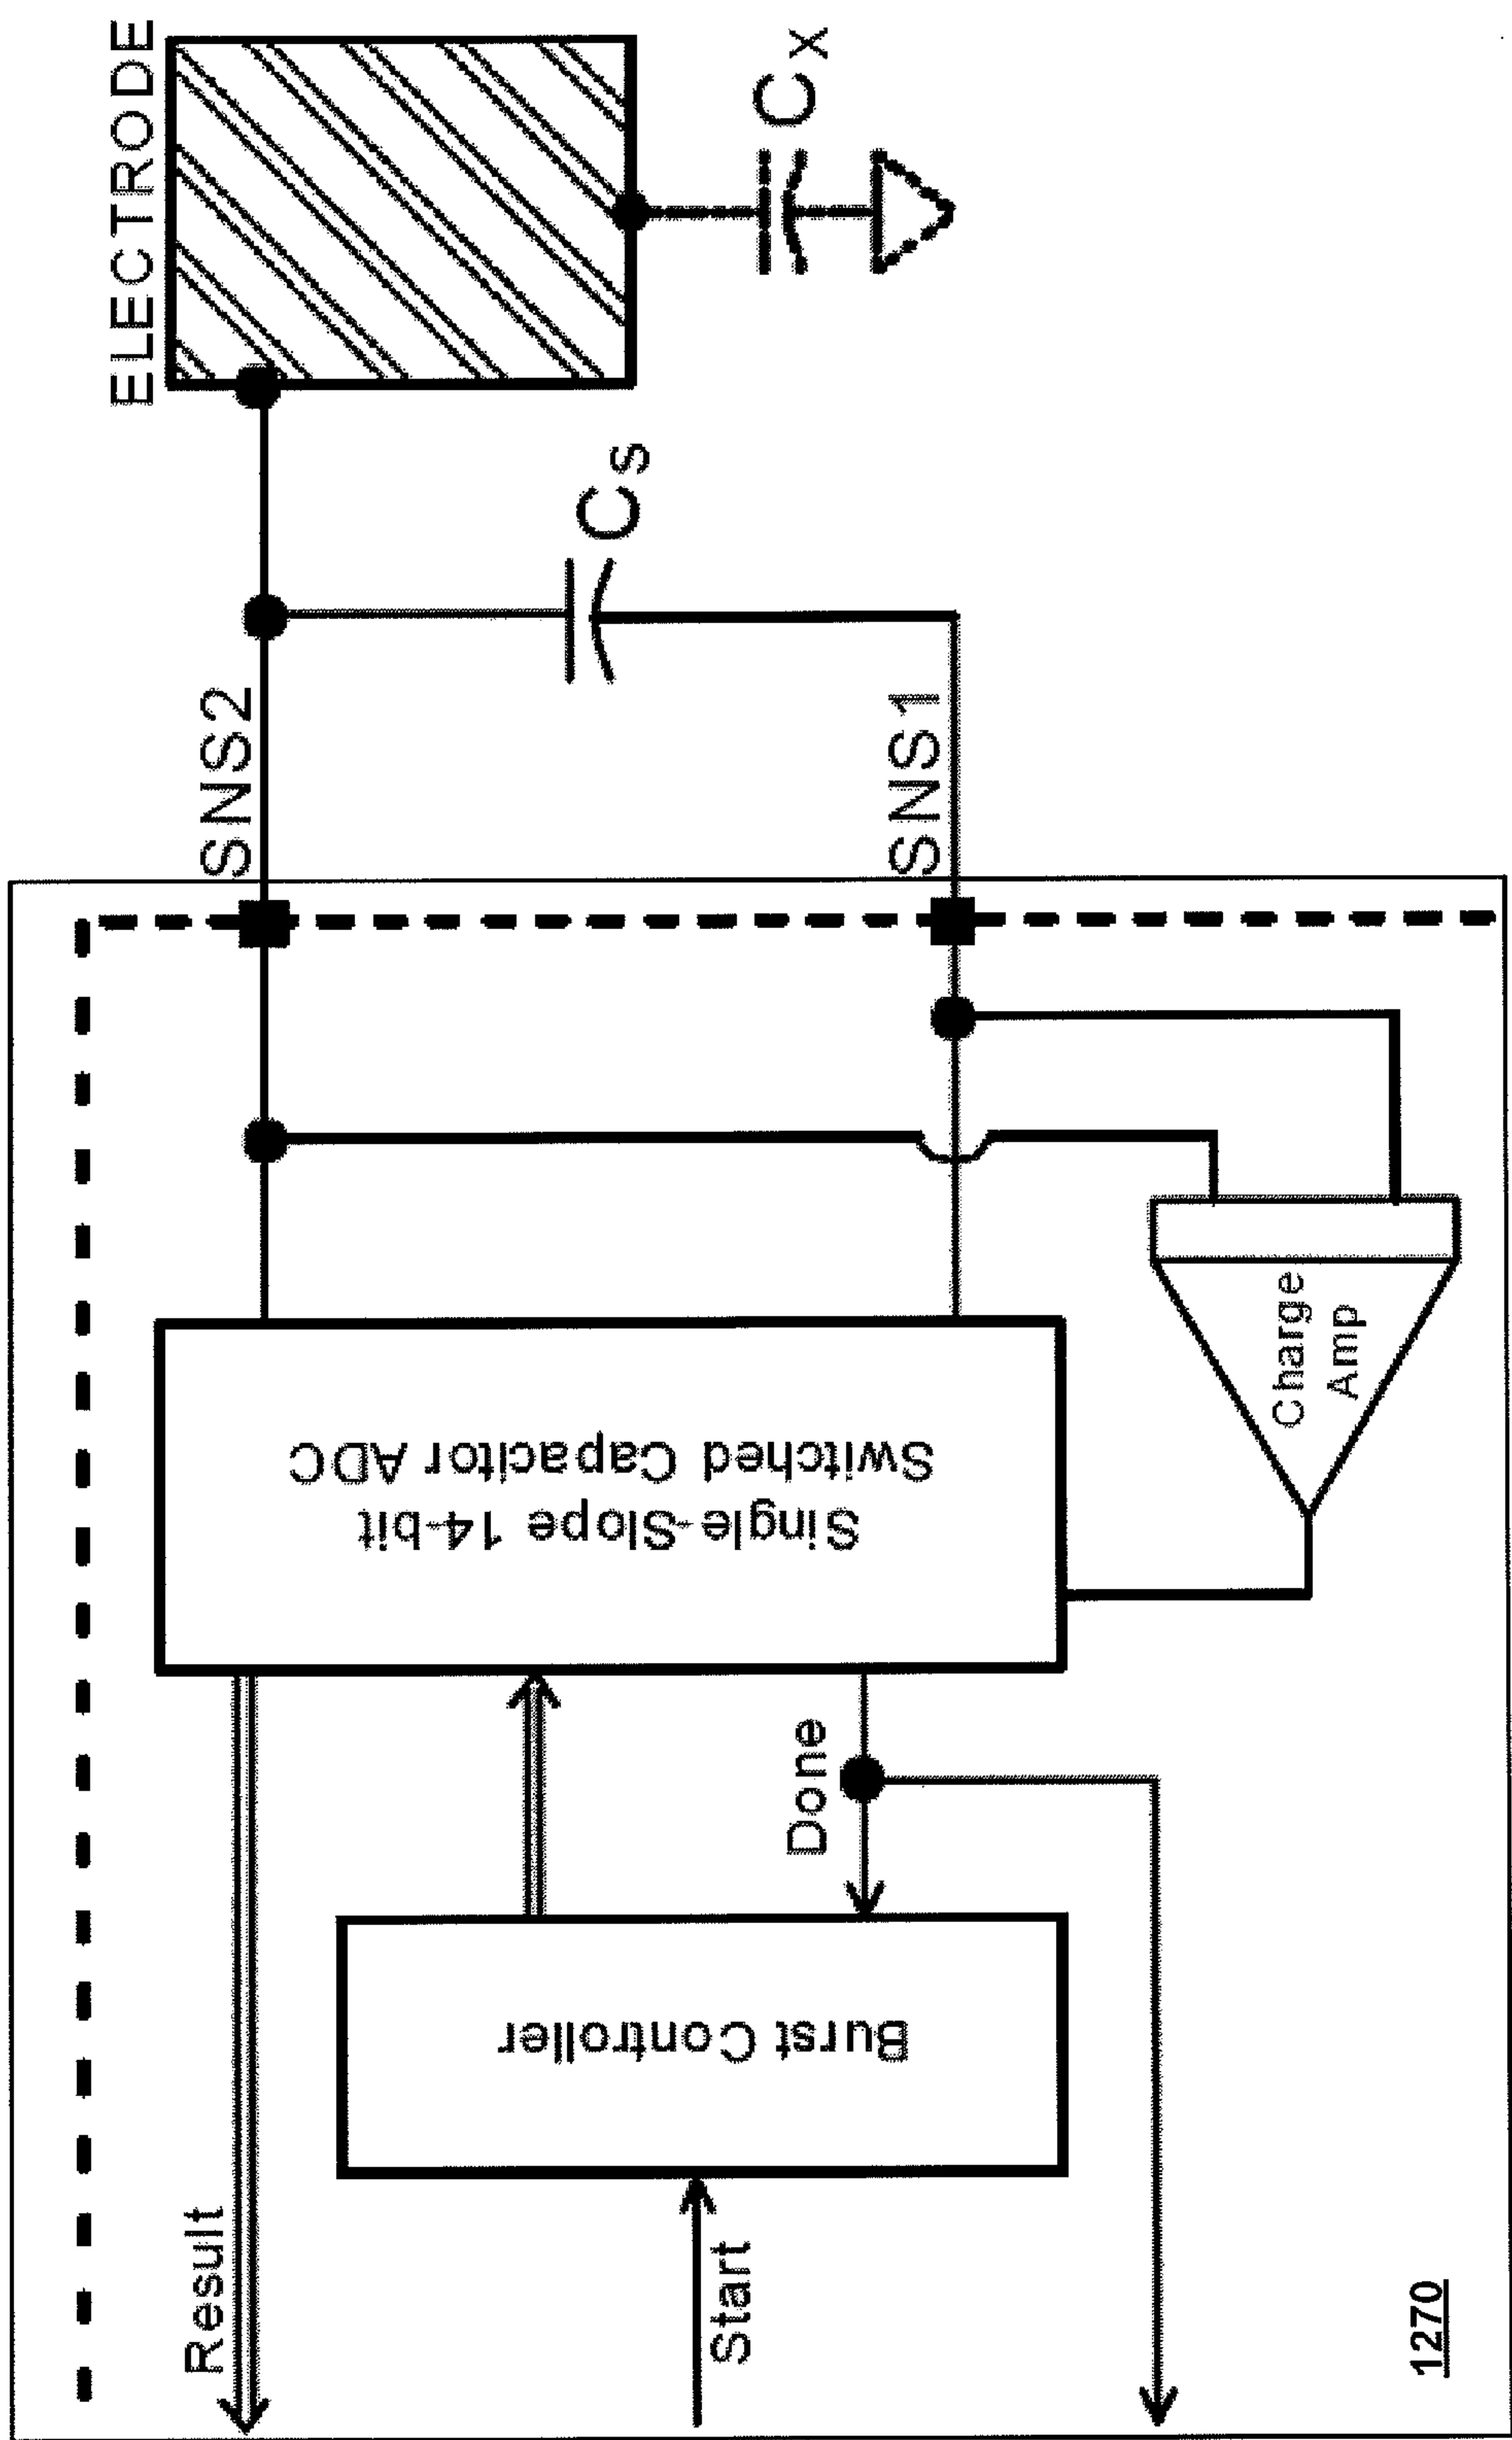 Result
Start
Burst Controller
Done
Single-Slope 14-bit
Switched Capacitor ADC
Charge
Amp
SNS2
SNS1
Cs
ELECTRODE
Cx
1270